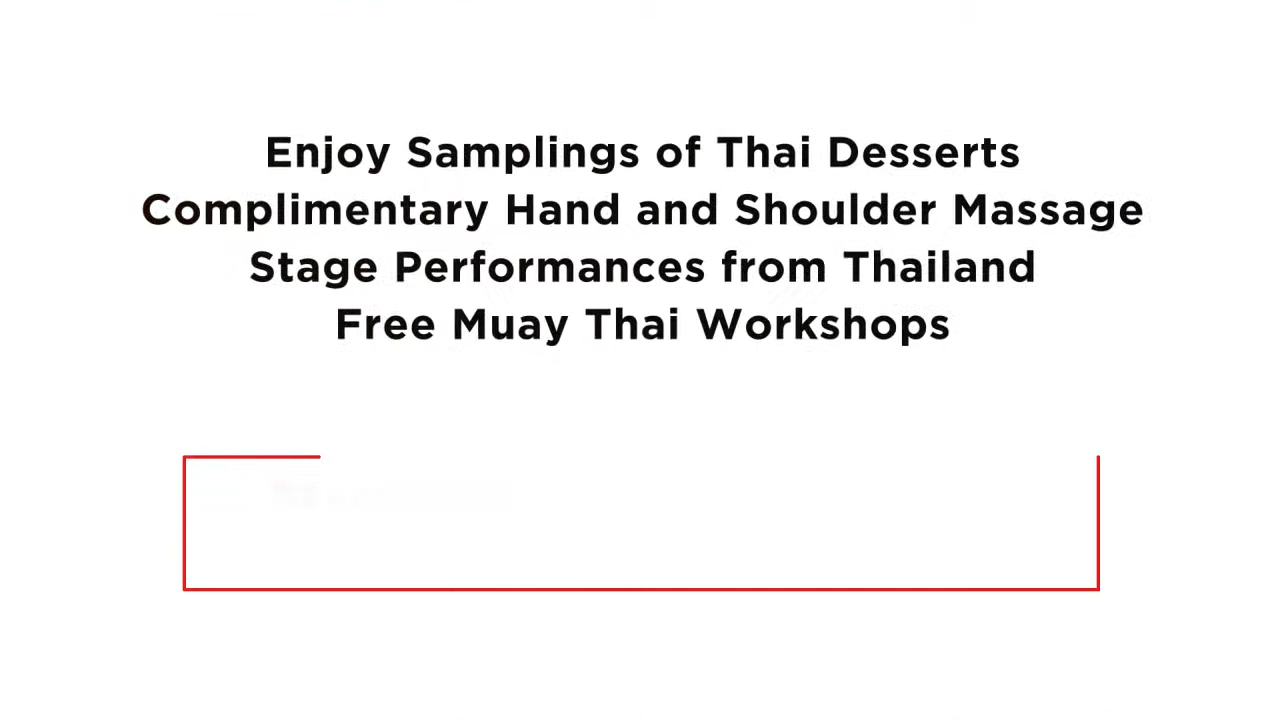 Enjoy Samplings of Thai Desserts
Complimentary Hand and Shoulder Massage
Stage Performances from Thailand
Free Muay Thai Workshops